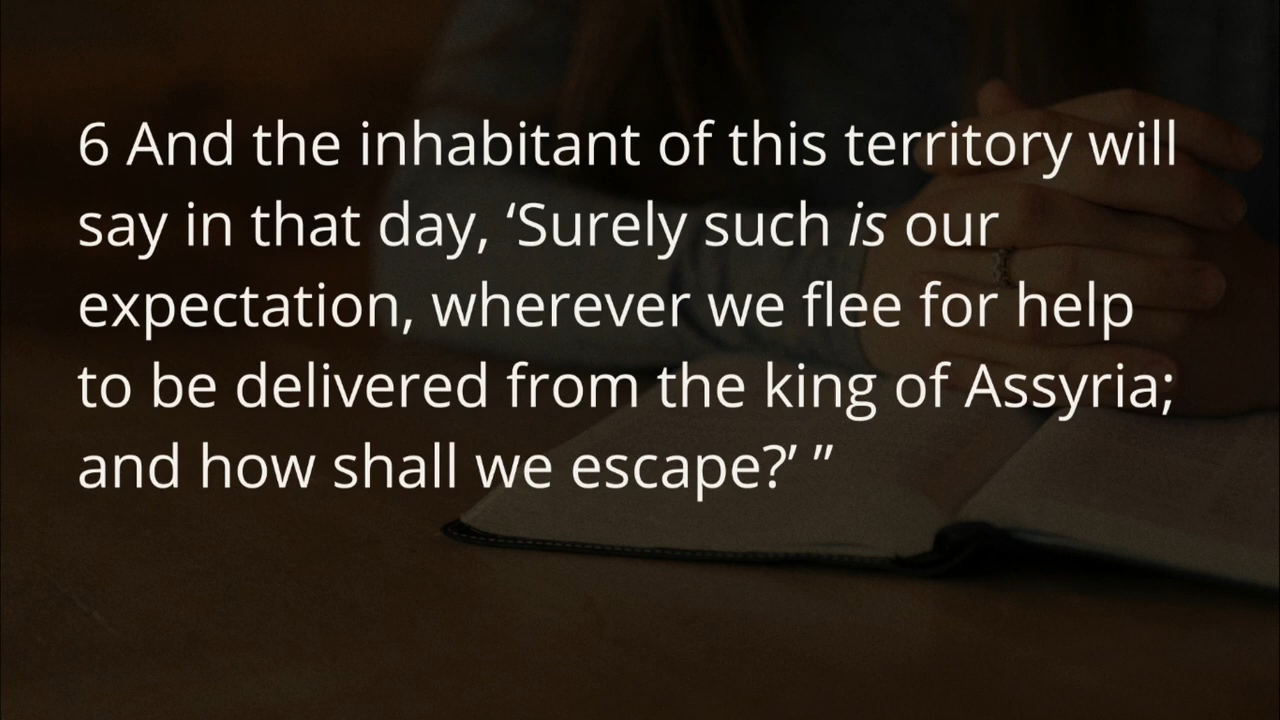 6 And the inhabitant of this territory will
say in that day, ‘Surely such is our
expectation, wherever we flee for help
to be delivered from the king of Assyria;
and how shall we escape?’ ”